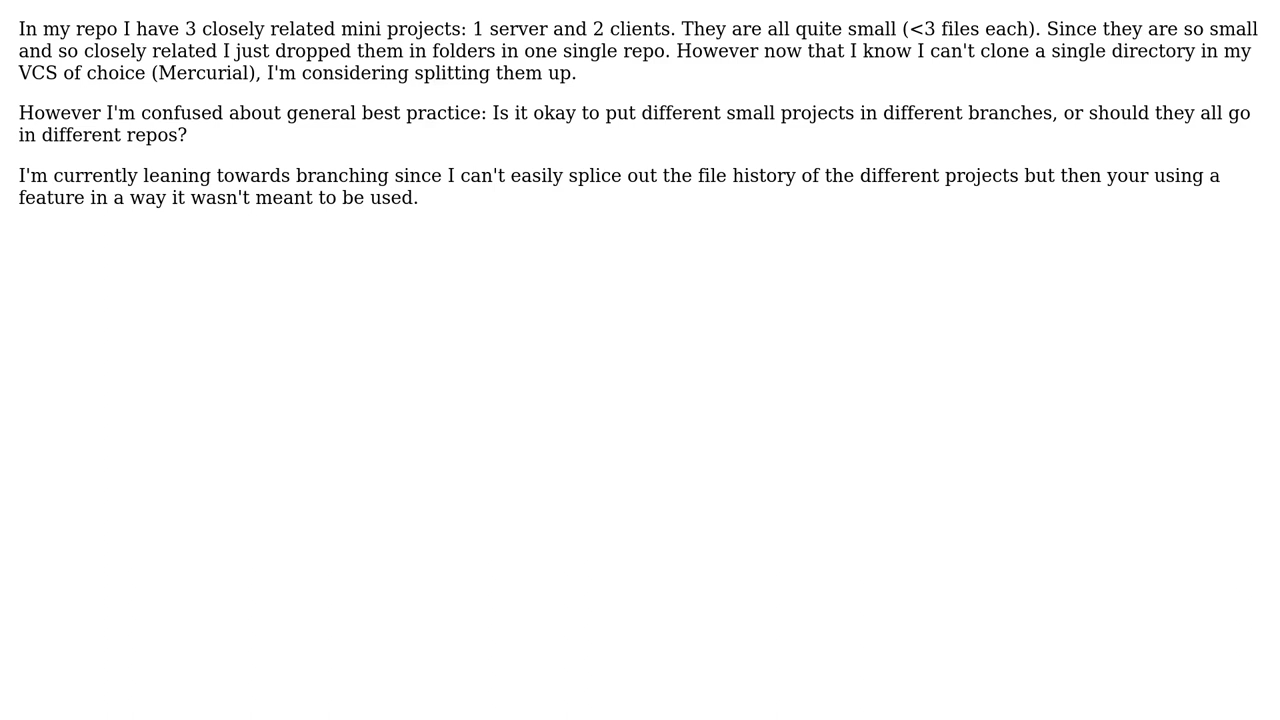 In my repo I have 3 closely related mini projects: 1 server and 2 clients. They are all quite small (<3 files each). Since they are so small
and so closely related I just dropped them in folders in one single repo. However now that I know I can't clone a single directory in my
VCS of choice (Mercurial), I'm considering splitting them up.
However I'm confused about general best practice: Is it okay to put different small projects in different branches, or should they all go
in different repos?
I'm currently leaning towards branching since I can't easily splice out the file history of the different projects but then your using a
feature in a way it wasn't meant to be used.